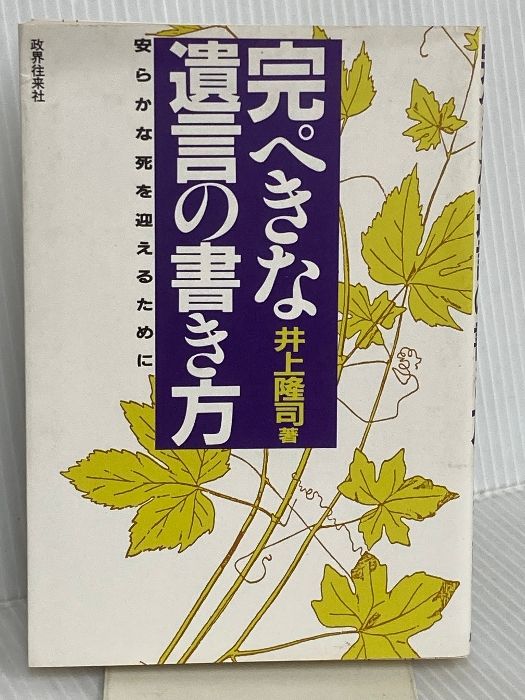 完ぺきな
遺言の書き方
井上隆司著
安らかな死を迎えるために
政界往来社